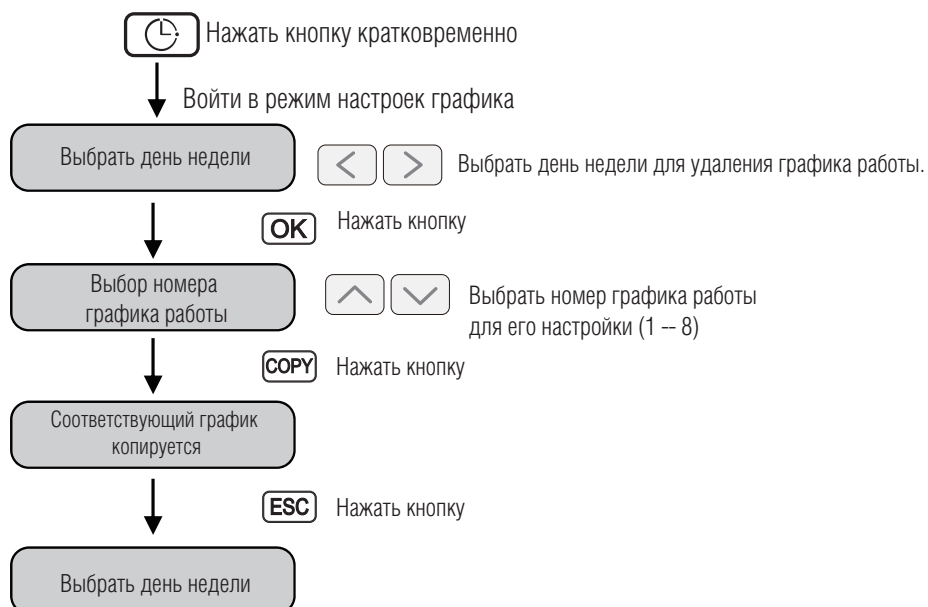 Нажать кнопку кратковременно
Войти в режим настроек графика
Выбрать день недели
Выбрать день недели для удаления графика работы.
OK Нажать кнопку
Выбор номера
графика работы
Выбрать номер графика работы
для его настройки (1 -- 8)
COPY Нажать кнопку
Соответствующий график
копируется
ESC Нажать кнопку
Выбрать день недели